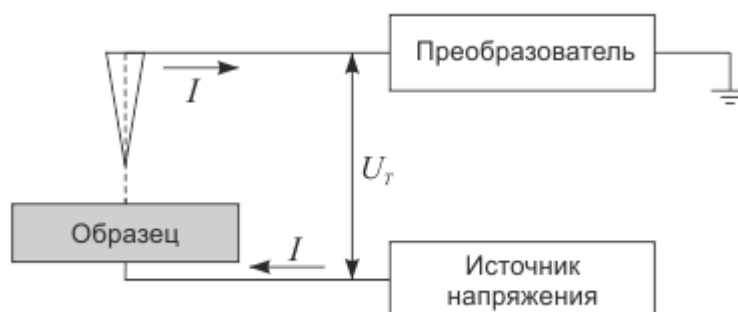 Преобразователь
I
U_T
Образец
I
Источник
напряжения